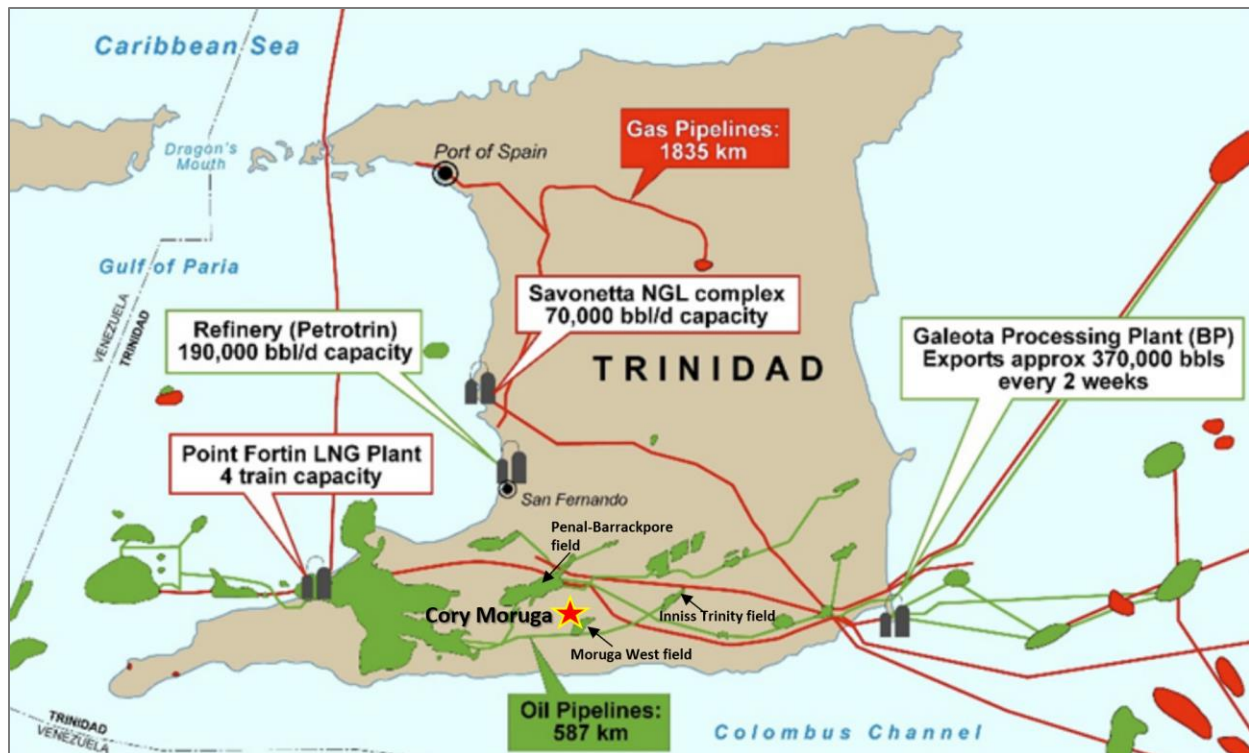 Caribbean Sea
Dragon's
Mouth
Port of Spain
Gas Pipelines:
1835 km
Gulf of Paria
VENEZUELA
TRINIDAD
Savonetta NGL complex
70,000 bbl/d capacity
Refinery (Petrotrin)
190,000 bbl/d capacity
Galeota Processing Plant (BP)
Exports approx 370,000 bbls
every 2 weeks
TRINIDAD
Point Fortin LNG Plant
4 train capacity
San Fernando
Penal-Barrackpore
field
Cory Moruga
Inniss Trinity field
Moruga West field
Oil Pipelines:
587 km
TRINIDAD
VENEZUELA
Columbus Channel